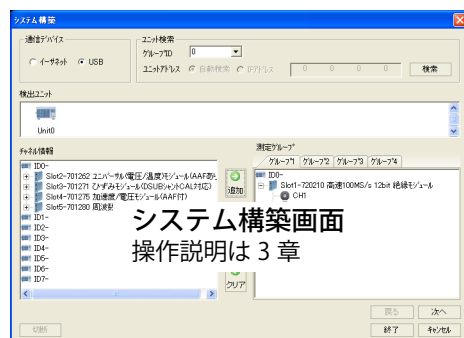 システム構築
通信デバイス
イーサネット
USB
ユニット検索
グループID
0
ユニットアドレス
自動検索
IPアドレス
0 0 0 0
検索
検出ユニット
Unit0
チャネル情報
ID0-
Slot2-701262 ユニバーサル(電圧/温度)モジュール(AAFあ
Slot3-701271 ひずみモジュール(DSUBシャントCAL対応)
Slot4-701275 加速度/電圧モジュール(AAF付)
Slot5-701280 周波数
ID1-
ID2-
ID3-
ID4-
ID5-
ID6-
ID7-
追加
クリア
測定グループ
グループ1 グループ2 グループ3 グループ4
ID0-
Slot1-720210 高速100MS/s 12bit 絶縁モジュール
CH1
システム構築画面
操作説明は 3 章
戻る
次へ
切断
終了
キャンセル